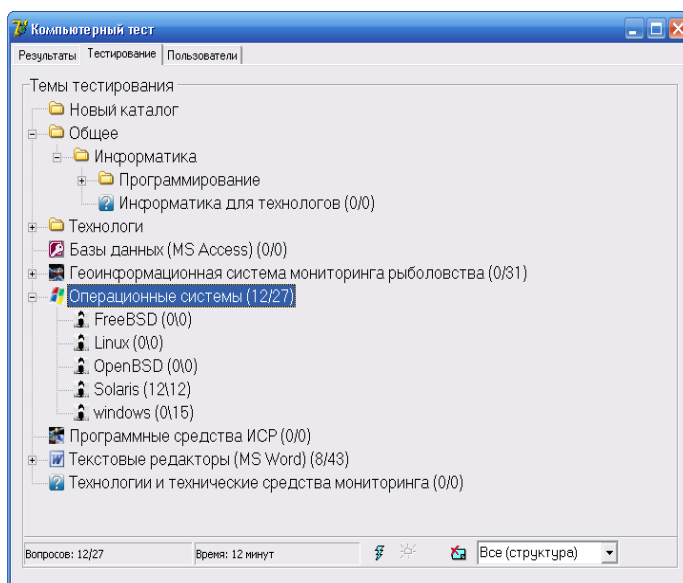 Компьютерный тест
Результаты Тестирование Пользователи
Темы тестирования
Новый каталог
Общее
Информатика
Программирование
Информатика для технологов (0/0)
Технологи
Базы данных (MS Access) (0/0)
Геоинформационная система мониторинга рыболовства (0/31)
Операционные системы (12/27)
FreeBSD (0\0)
Linux (0\0)
OpenBSD (0\0)
Solaris (12\12)
windows (0\15)
Программные средства ИСР (0/0)
Текстовые редакторы (MS Word) (8/43)
Технологии и технические средства мониторинга (0/0)
Вопросов: 12/27 Время: 12 минут Все (структура)